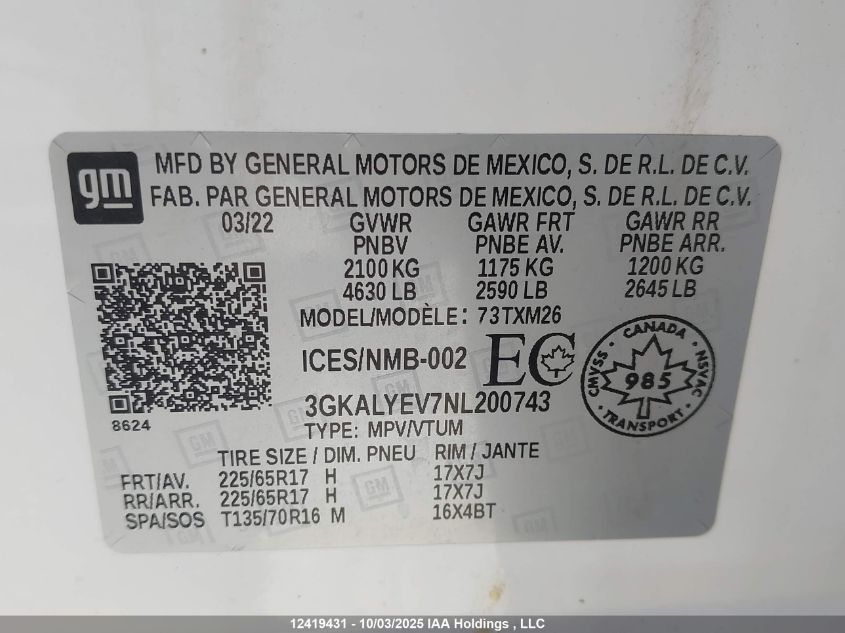 gm
MFD BY GENERAL MOTORS DE MEXICO, S. DE R.L. DE C.V.
FAB. PAR GENERAL MOTORS DE MEXICO, S. DE R.L. DE C.V.
03/22 GVWR GAWR FRT GAWR RR
PNBV PNBE AV. PNBE ARR.
2100 KG 1175 KG 1200 KG
4630 LB 2590 LB 2645 LB
MODEL/MODÈLE: 73TXM26
ICES/NMB-002 EC
CANADA
CMVSS 985 NSVAC
TRANSPORT
3GKALYEV7NL200743
8624
TYPE: MPV/VTUM
TIRE SIZE / DIM. PNEU RIM / JANTE
FRT/AV. 225/65R17 H 17X7J
RR/ARR. 225/65R17 H 17X7J
SPA/SOS T135/70R16 M 16X4BT
12419431 - 10/03/2025 IAA Holdings , LLC